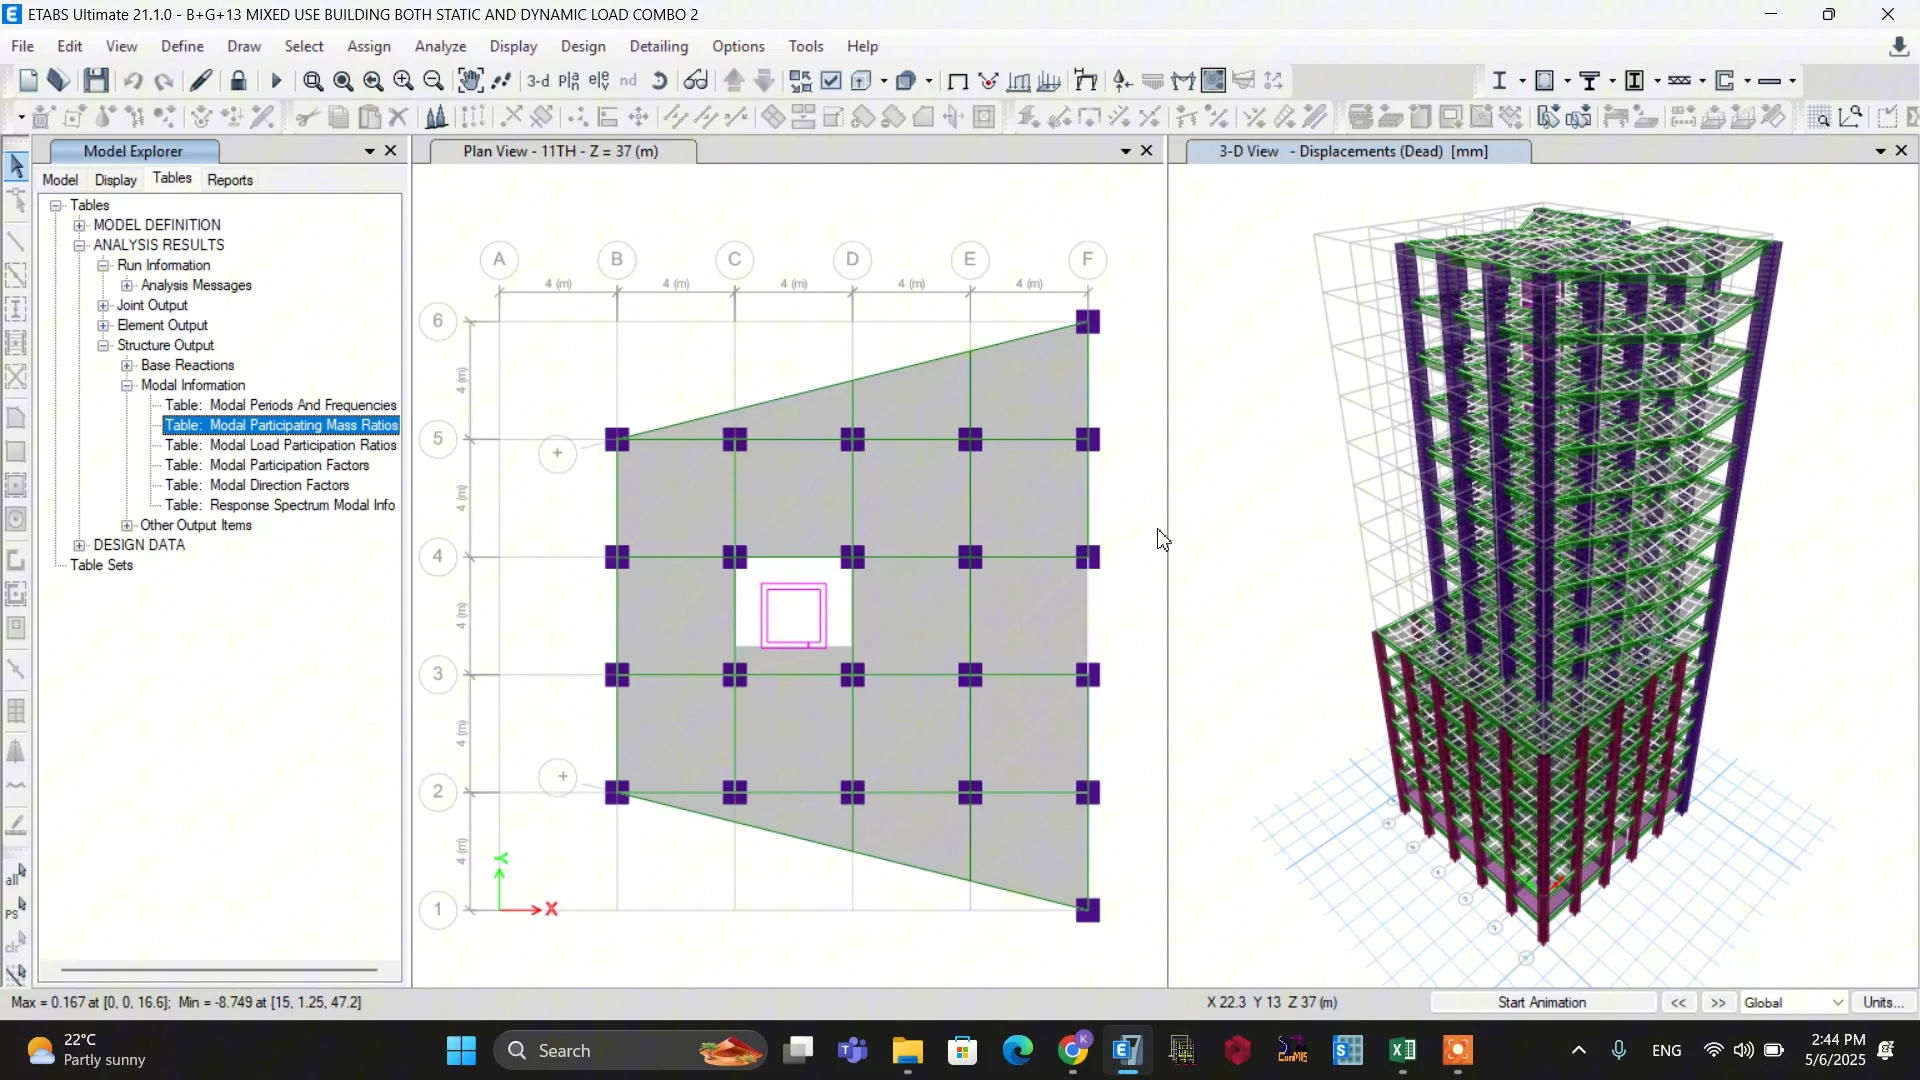 ETABS Ultimate 21.1.0 - B+G+13 MIXED USE BUILDING BOTH STATIC AND DYNAMIC LOAD COMBO 2
File Edit View Define Draw Select Assign Analyze Display Design Detailing Options Tools Help
3-d nd
Model Explorer
Plan View - 11TH - Z = 37 (m)
3-D View - Displacements (Dead) [mm]
Model Display Tables Reports
Tables
MODEL DEFINITION
ANALYSIS RESULTS
Run Information
Analysis Messages
Joint Output
Element Output
Structure Output
Base Reactions
Modal Information
Table: Modal Periods And Frequencies
Table: Modal Participating Mass Ratios
Table: Modal Load Participation Ratios
Table: Modal Participation Factors
Table: Modal Direction Factors
Table: Response Spectrum Modal Info
Other Output Items
DESIGN DATA
Table Sets
all
PS
dr
A B C D E F
4 (m) 4 (m) 4 (m) 4 (m) 4 (m)
6
4 (m)
5
4 (m)
4
4 (m)
3
4 (m)
2
4 (m)
1
Y
X
Max = 0.167 at [0, 0, 16.6]; Min = -8.749 at [15, 1.25, 47.2]
X 22.3 Y 13 Z 37 (m)
Start Animation
<< >>
Global
Units...
22°C
Partly sunny
Search
ENG
2:44 PM
5/6/2025